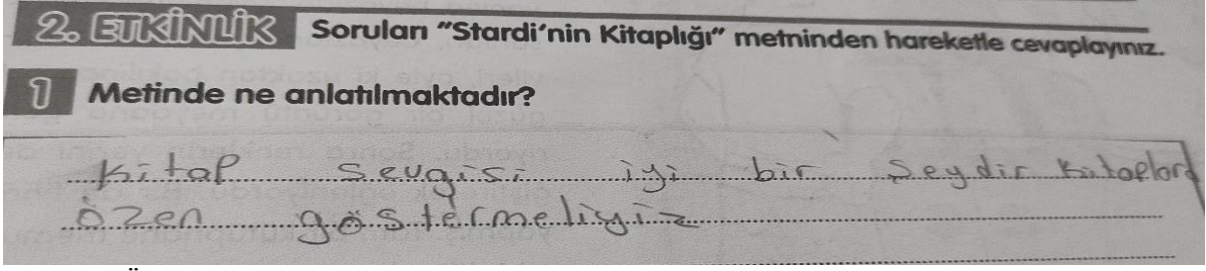 2. ETKİNLİK Soruları "Stardi'nin Kitaplığı" metninden hareketle cevaplayınız.
1 Metinde ne anlatılmaktadır?
kitap sevgisi iyi bir şeydir kitaplara
özen göstermeliyiz